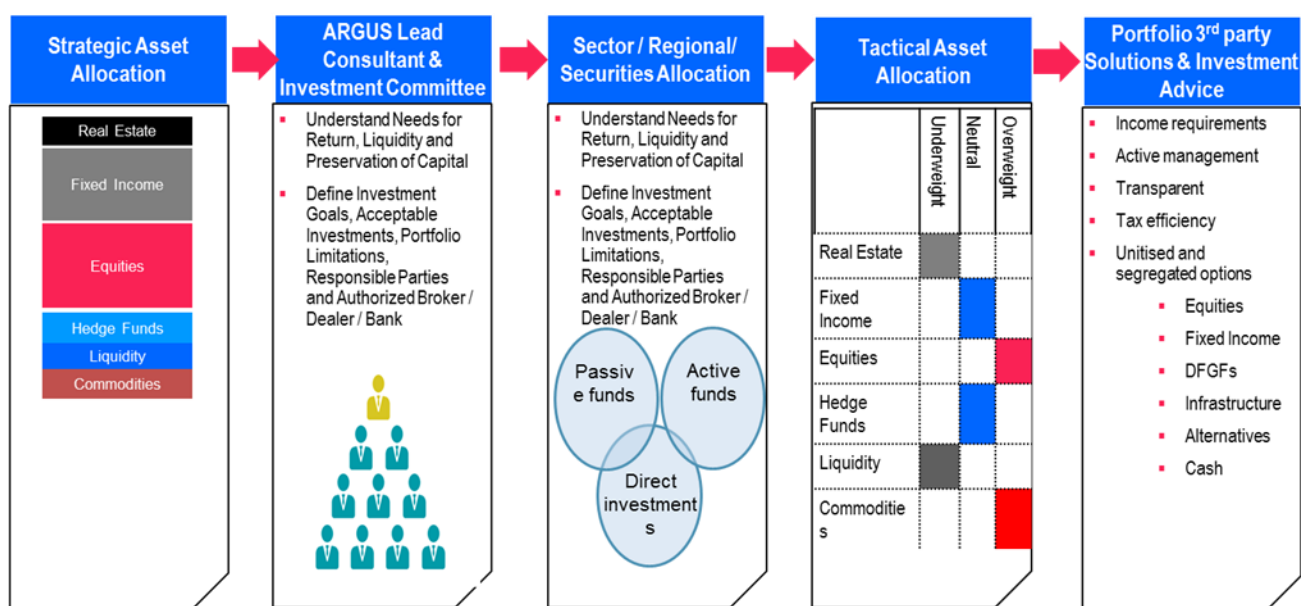 Strategic Asset
Allocation
Real Estate
Fixed Income
Equities
Hedge Funds
Liquidity
Commodities
ARGUS Lead
Consultant &
Investment Committee
Understand Needs for
Return, Liquidity and
Preservation of Capital
Define Investment
Goals, Acceptable
Investments, Portfolio
Limitations,
Responsible Parties
and Authorized Broker /
Dealer / Bank
Sector / Regional/
Securities Allocation
Understand Needs for
Return, Liquidity and
Preservation of Capital
Define Investment
Goals, Acceptable
Investments, Portfolio
Limitations,
Responsible Parties
and Authorized Broker /
Dealer / Bank
Passiv
e funds
Active
funds
Direct
investment
s
Tactical Asset
Allocation
Underweight
Neutral
Overweight
Real Estate
Fixed
Income
Equities
Hedge
Funds
Liquidity
Commoditie
s
Portfolio 3rd party
Solutions & Investment
Advice
Income requirements
Active management
Transparent
Tax efficiency
Unitised and
segregated options
Equities
Fixed Income
DFGFs
Infrastructure
Alternatives
Cash